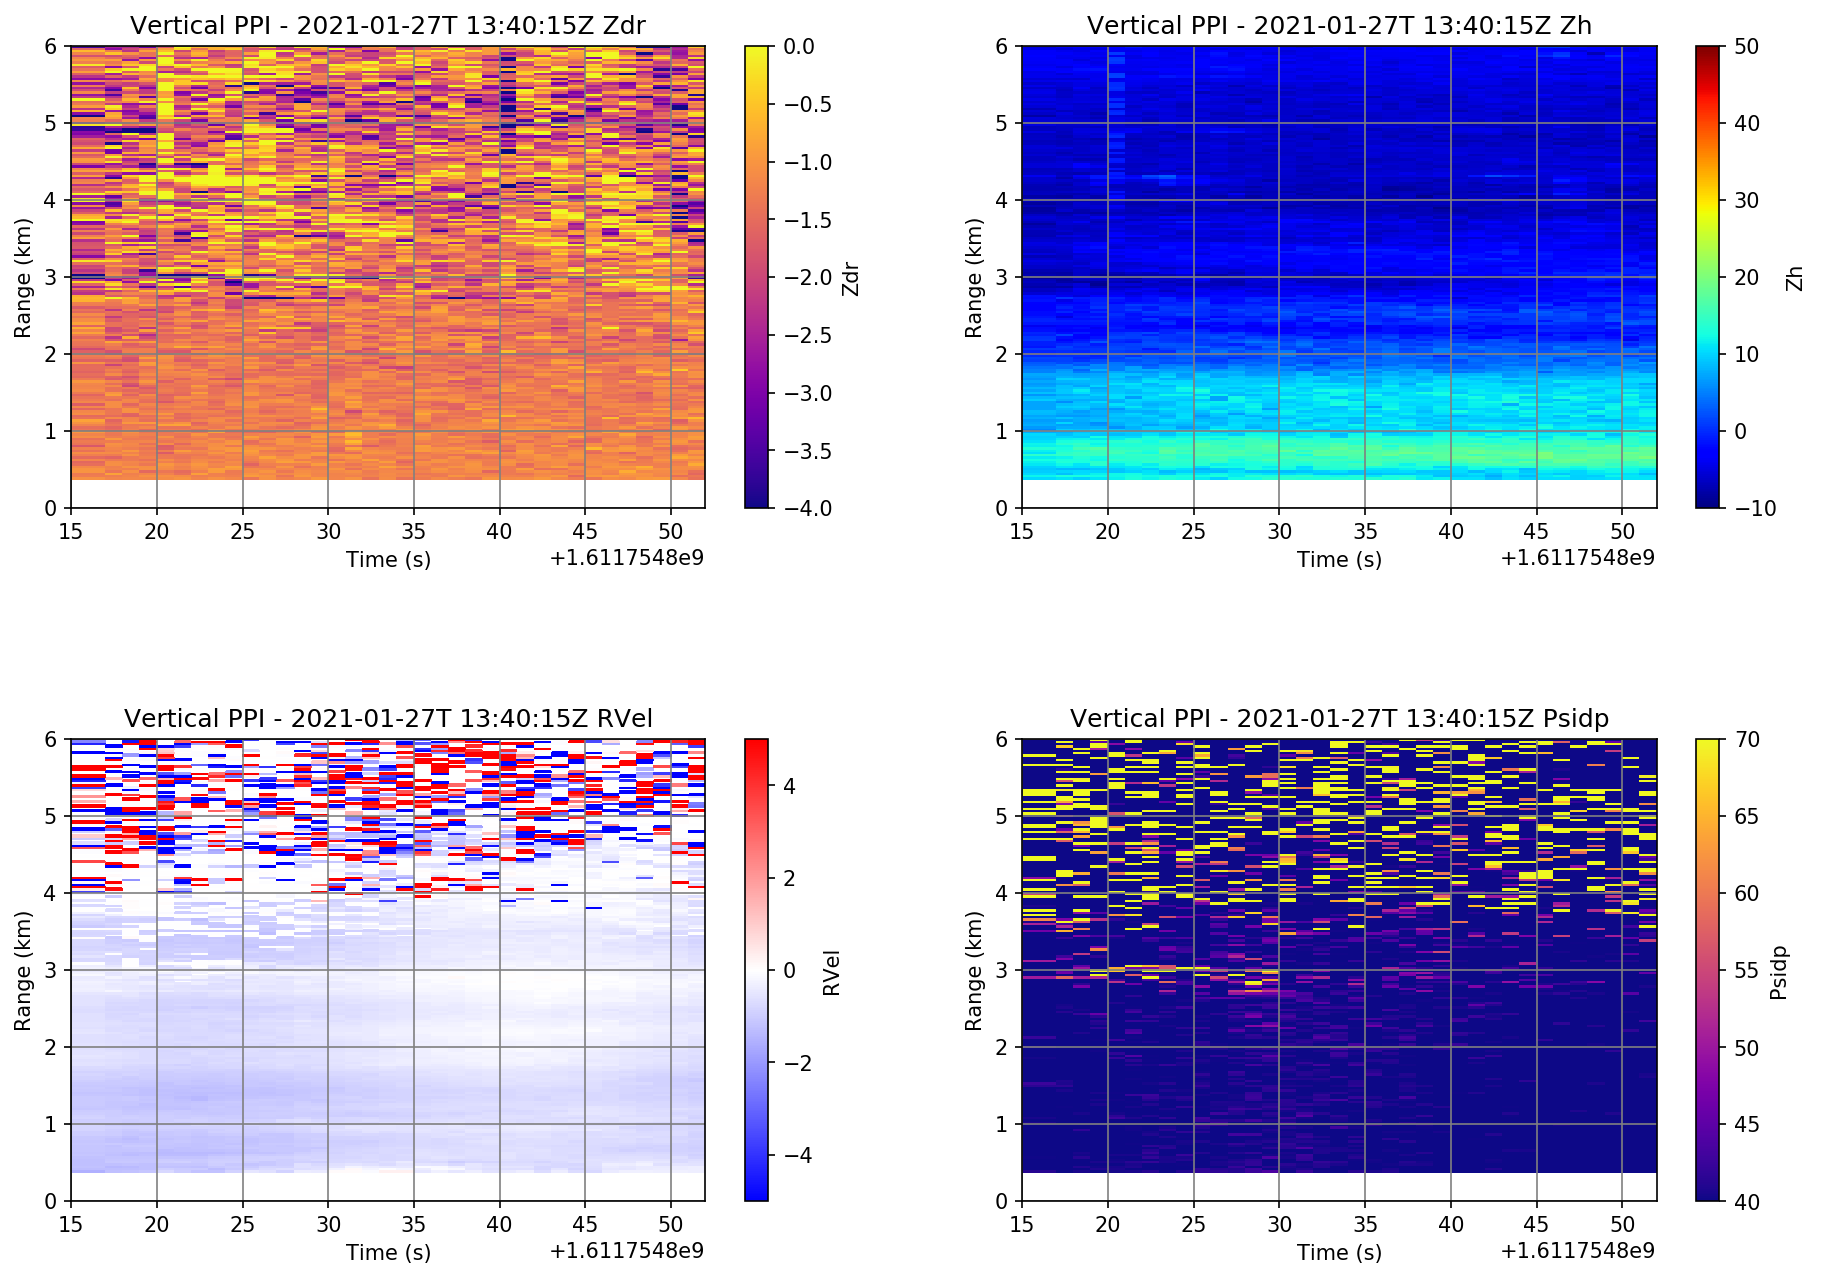 Vertical PPI - 2021-01-27T 13:40:15Z Zdr
6
5
4
3
2
1
0
Range (km)
15 20 25 30 35 40 45 50
Time (s)
+1.6117548e9
0.0
−0.5
−1.0
−1.5
−2.0
−2.5
−3.0
−3.5
−4.0
Zdr
Vertical PPI - 2021-01-27T 13:40:15Z Zh
6
5
4
3
2
1
0
Range (km)
15 20 25 30 35 40 45 50
Time (s)
+1.6117548e9
50
40
30
20
10
0
−10
Zh
Vertical PPI - 2021-01-27T 13:40:15Z RVel
6
5
4
3
2
1
0
Range (km)
15 20 25 30 35 40 45 50
Time (s)
+1.6117548e9
4
2
0
−2
−4
RVel
Vertical PPI - 2021-01-27T 13:40:15Z Psidp
6
5
4
3
2
1
0
Range (km)
15 20 25 30 35 40 45 50
Time (s)
+1.6117548e9
70
65
60
55
50
45
40
Psidp